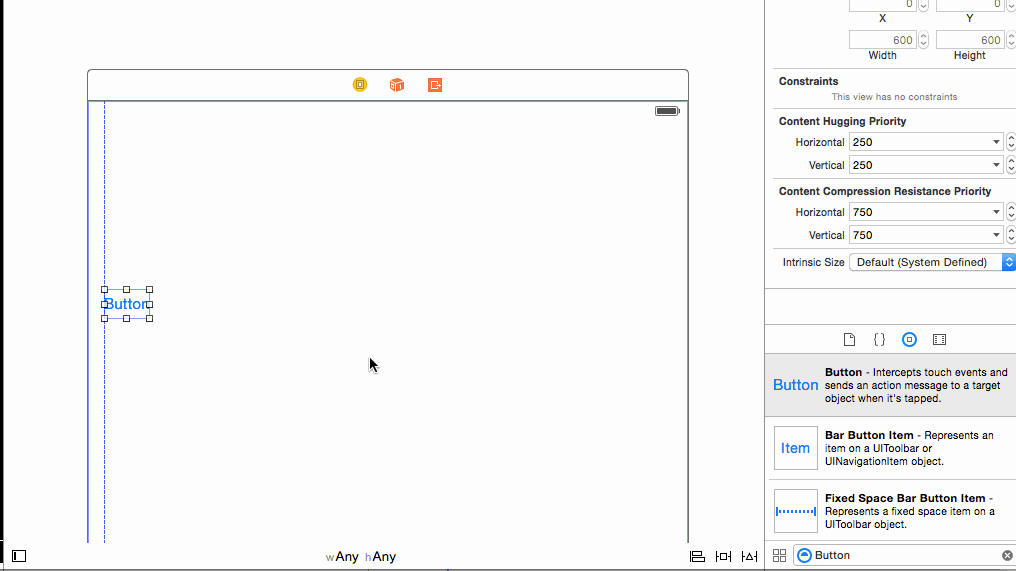 0 0
X Y
600 600
Width Height
Constraints
This view has no constraints
Content Hugging Priority
Horizontal 250
Vertical 250
Content Compression Resistance Priority
Horizontal 750
Vertical 750
Intrinsic Size Default (System Defined)
Button
Button Button - Intercepts touch events and
sends an action message to a target
object when it's tapped.
Item Bar Button Item - Represents an
item on a UIToolbar or
UINavigationItem object.
Fixed Space Bar Button Item -
Represents a fixed space item on a
UIToolbar object.
wAny hAny
Button